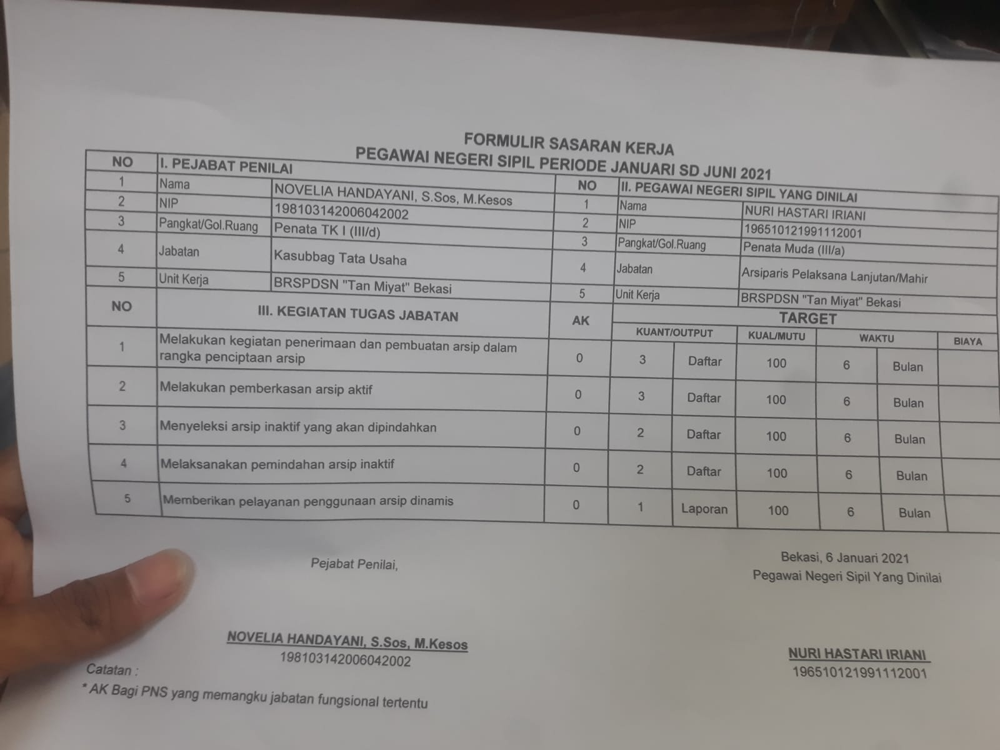 FORMULIR SASARAN KERJA
PEGAWAI NEGERI SIPIL PERIODE JANUARI SD JUNI 2021
NO I. PEJABAT PENILAI NO II. PEGAWAI NEGERI SIPIL YANG DINILAI
1 Nama NOVELIA HANDAYANI, S.Sos, M.Kesos 1 Nama NURI HASTARI IRIANI
2 NIP 198103142006042002 2 NIP 196510121991112001
3 Pangkat/Gol.Ruang Penata TK I (III/d) 3 Pangkat/Gol.Ruang Penata Muda (III/a)
4 Jabatan Kasubbag Tata Usaha 4 Jabatan Arsiparis Pelaksana Lanjutan/Mahir
5 Unit Kerja BRSPDSN "Tan Miyat" Bekasi 5 Unit Kerja BRSPDSN "Tan Miyat" Bekasi
NO III. KEGIATAN TUGAS JABATAN AK TARGET
KUANT/OUTPUT KUAL/MUTU WAKTU BIAYA
1 Melakukan kegiatan penerimaan dan pembuatan arsip dalam
rangka penciptaan arsip 0 3 Daftar 100 6 Bulan
2 Melakukan pemberkasan arsip aktif 0 3 Daftar 100 6 Bulan
3 Menyeleksi arsip inaktif yang akan dipindahkan 0 2 Daftar 100 6 Bulan
4 Melaksanakan pemindahan arsip inaktif 0 2 Daftar 100 6 Bulan
5 Memberikan pelayanan penggunaan arsip dinamis 0 1 Laporan 100 6 Bulan
Bekasi, 6 Januari 2021
Pejabat Penilai, Pegawai Negeri Sipil Yang Dinilai
NOVELIA HANDAYANI, S.Sos, M.Kesos NURI HASTARI IRIANI
198103142006042002 196510121991112001
Catatan :
* AK Bagi PNS yang memangku jabatan fungsional tertentu